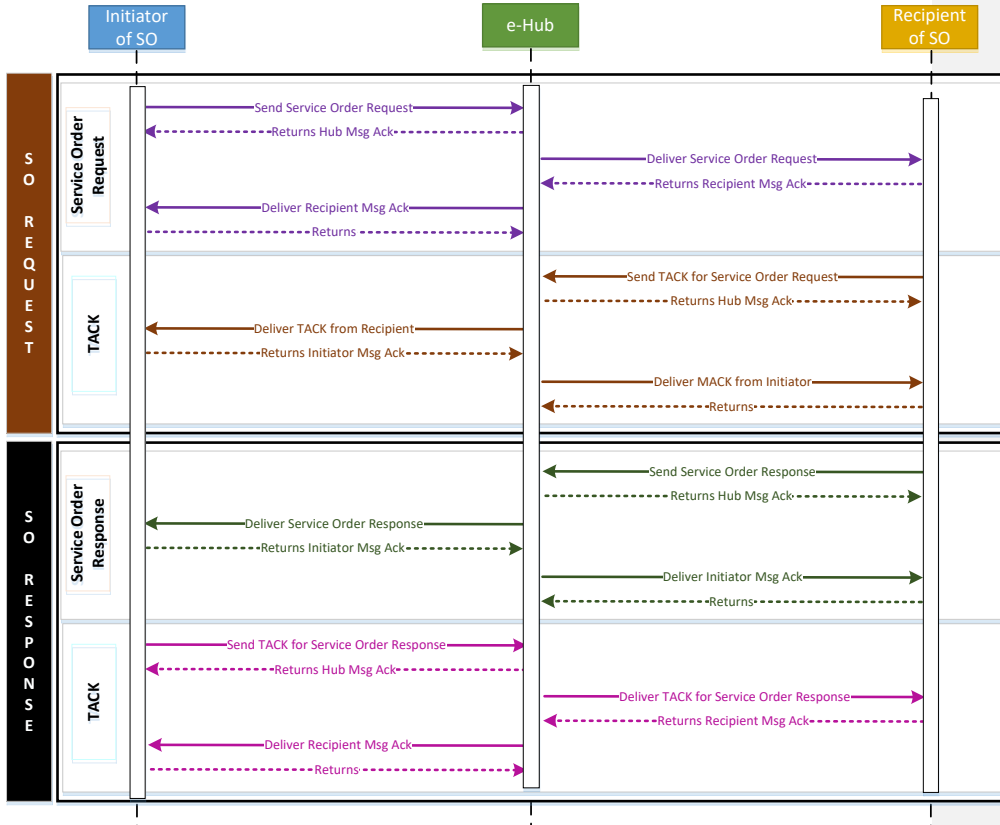 Initiator
of SO
e-Hub
Recipient
of SO
SO REQUEST
Service Order
Request
Send Service Order Request
Returns Hub Msg Ack
Deliver Service Order Request
Returns Recipient Msg Ack
Deliver Recipient Msg Ack
Returns
TACK
Send TACK for Service Order Request
Returns Hub Msg Ack
Deliver TACK from Recipient
Returns Initiator Msg Ack
Deliver MACK from Initiator
Returns
SO RESPONSE
Service Order
Response
Send Service Order Response
Returns Hub Msg Ack
Deliver Service Order Response
Returns Initiator Msg Ack
Deliver Initiator Msg Ack
Returns
TACK
Send TACK for Service Order Response
Returns Hub Msg Ack
Deliver TACK for Service Order Response
Returns Recipient Msg Ack
Deliver Recipient Msg Ack
Returns